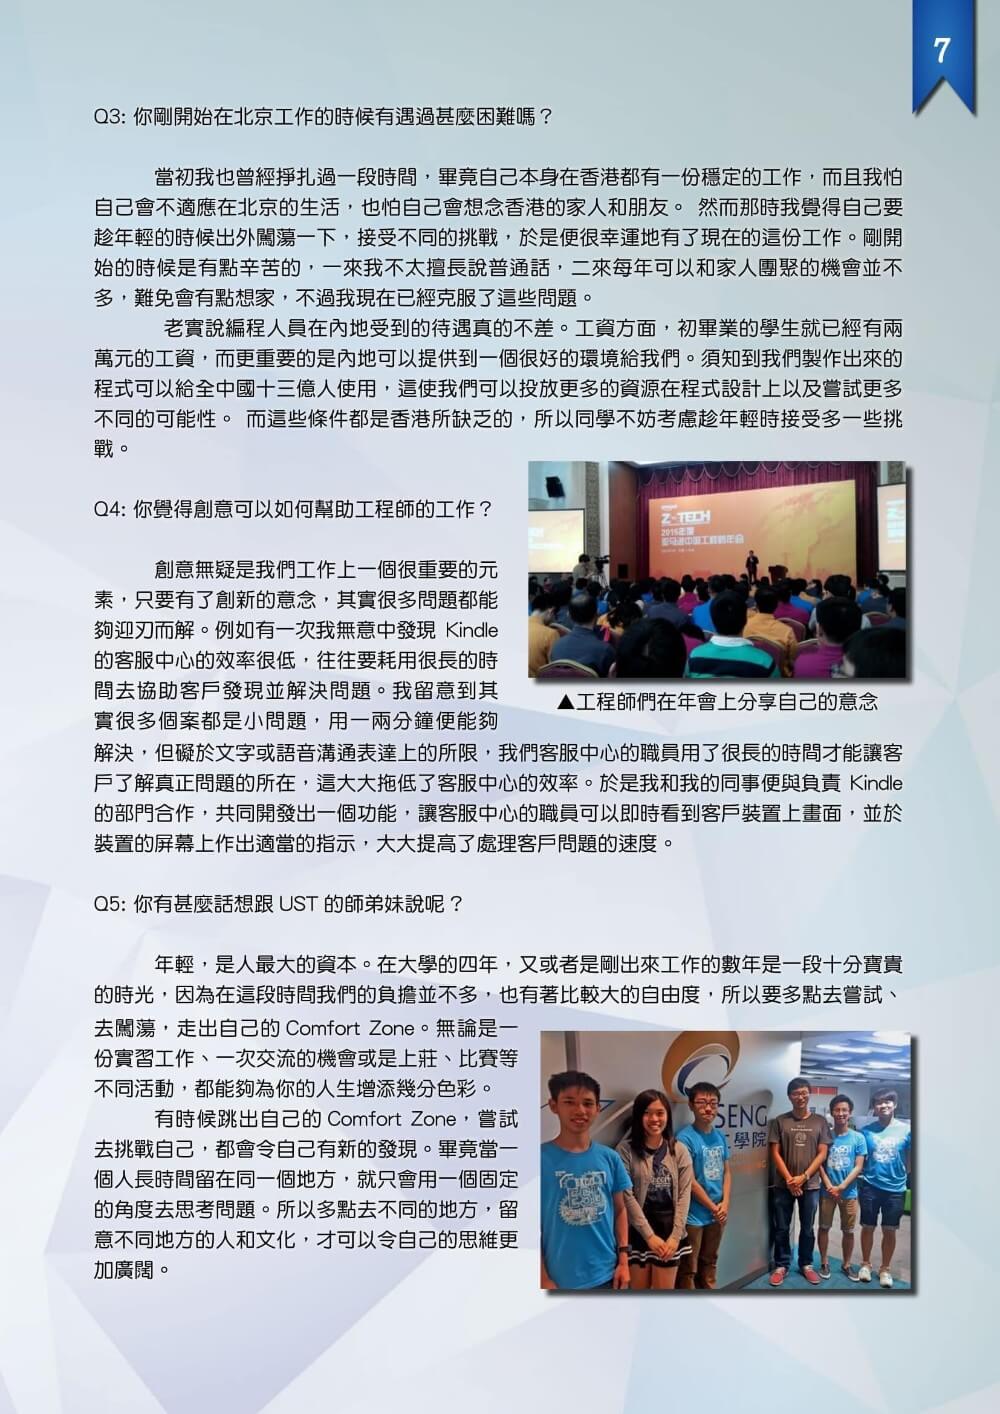 7
Q3: 你剛開始在北京工作的時候有遇過甚麼困難嗎？
當初我也曾經掙扎過一段時間，畢竟自己本身在香港都有一份穩定的工作，而且我怕
自己會不適應在北京的生活，也怕自己會想念香港的家人和朋友。 然而那時我覺得自己要
趁年輕的時候出外闖蕩一下，接受不同的挑戰，於是便很幸運地有了現在的這份工作。剛開
始的時候是有點辛苦的，一來我不太擅長說普通話，二來每年可以和家人團聚的機會並不
多，難免會有點想家，不過我現在已經克服了這些問題。
老實說編程人員在內地受到的待遇真的不差。工資方面，初畢業的學生就已經有兩
萬元的工資，而更重要的是內地可以提供到一個很好的環境給我們。須知到我們製作出來的
程式可以給全中國十三億人使用，這使我們可以投放更多的資源在程式設計上以及嘗試更多
不同的可能性。 而這些條件都是香港所缺乏的，所以同學不妨考慮趁年輕時接受多一些挑
戰。
Q4: 你覺得創意可以如何幫助工程師的工作？
創意無疑是我們工作上一個很重要的元
素，只要有了創新的意念，其實很多問題都能
夠迎刃而解。例如有一次我無意中發現 Kindle
的客服中心的效率很低，往往要耗用很長的時
間去協助客戶發現並解決問題。我留意到其
實很多個案都是小問題，用一兩分鐘便能夠
解決，但礙於文字或語音溝通表達上的所限，我們客服中心的職員用了很長的時間才能讓客
戶了解真正問題的所在，這大大拖低了客服中心的效率。於是我和我的同事便與負責 Kindle
的部門合作，共同開發出一個功能，讓客服中心的職員可以即時看到客戶裝置上畫面，並於
裝置的屏幕上作出適當的指示，大大提高了處理客戶問題的速度。
Z-TECH
2015年度
亚马逊中国工程师年会
▲工程師們在年會上分享自己的意念
Q5: 你有甚麼話想跟 UST 的師弟妹說呢？
年輕，是人最大的資本。在大學的四年，又或者是剛出來工作的數年是一段十分寶貴
的時光，因為在這段時間我們的負擔並不多，也有著比較大的自由度，所以要多點去嘗試、
去闖蕩，走出自己的 Comfort Zone。無論是一
份實習工作、一次交流的機會或是上莊、比賽等
不同活動，都能夠為你的人生增添幾分色彩。
有時候跳出自己的 Comfort Zone，嘗試
去挑戰自己，都會令自己有新的發現。畢竟當一
個人長時間留在同一個地方，就只會用一個固定
的角度去思考問題。所以多點去不同的地方，留
意不同地方的人和文化，才可以令自己的思維更
加廣闊。
SENG
學院